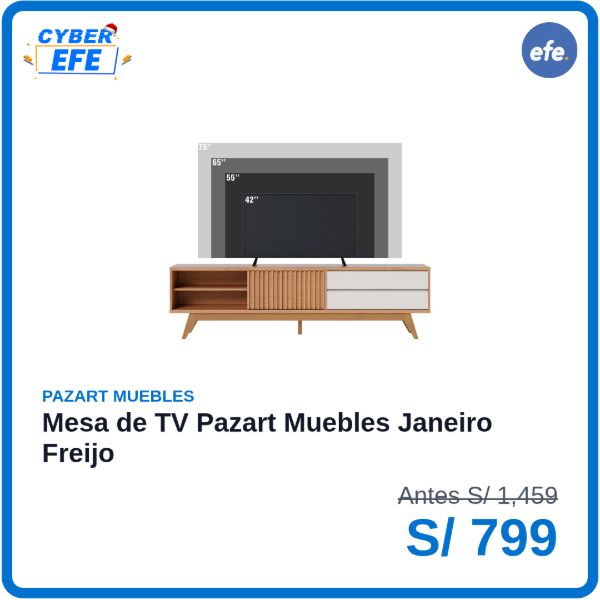 CYBER
EFE
efe.
75"
65"
55"
42"
PAZART MUEBLES
Mesa de TV Pazart Muebles Janeiro
Freijo
Antes S/ 1,459
S/ 799